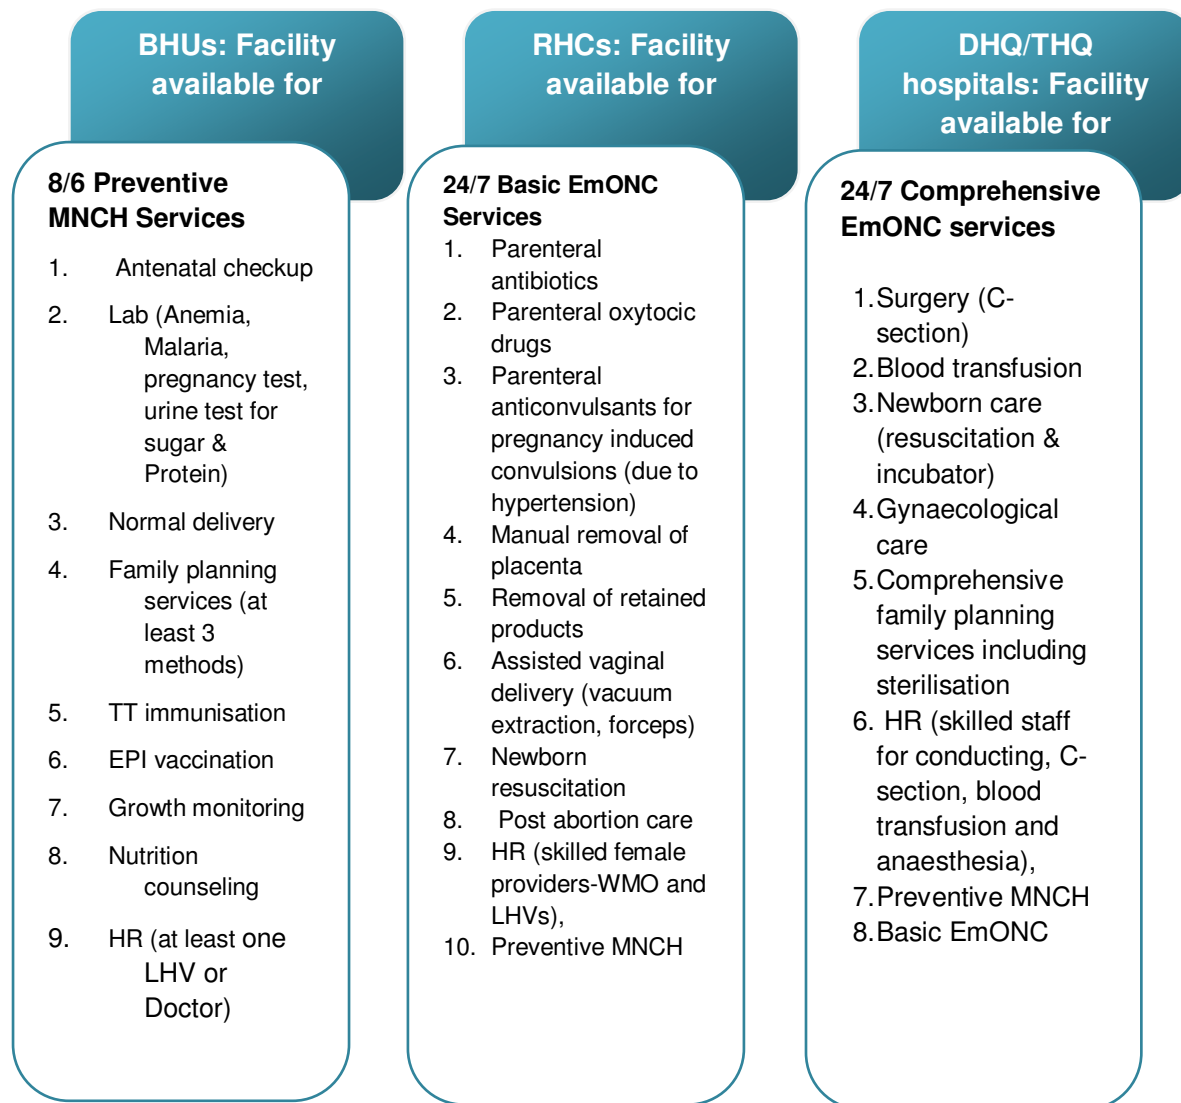 BHUs: Facility
available for
8/6 Preventive
MNCH Services
1. Antenatal checkup
2. Lab (Anemia,
Malaria,
pregnancy test,
urine test for
sugar &
Protein)
3. Normal delivery
4. Family planning
services (at
least 3
methods)
5. TT immunisation
6. EPI vaccination
7. Growth monitoring
8. Nutrition
counseling
9. HR (at least one
LHV or
Doctor)
RHCs: Facility
available for
24/7 Basic EmONC
Services
1. Parenteral
antibiotics
2. Parenteral oxytocic
drugs
3. Parenteral
anticonvulsants for
pregnancy induced
convulsions (due to
hypertension)
4. Manual removal of
placenta
5. Removal of retained
products
6. Assisted vaginal
delivery (vacuum
extraction, forceps)
7. Newborn
resuscitation
8. Post abortion care
9. HR (skilled female
providers-WMO and
LHVs),
10. Preventive MNCH
DHQ/THQ
hospitals: Facility
available for
24/7 Comprehensive
EmONC services
1.Surgery (C-
section)
2.Blood transfusion
3.Newborn care
(resuscitation &
incubator)
4.Gynaecological
care
5.Comprehensive
family planning
services including
sterilisation
6. HR (skilled staff
for conducting, C-
section, blood
transfusion and
anaesthesia),
7.Preventive MNCH
8.Basic EmONC